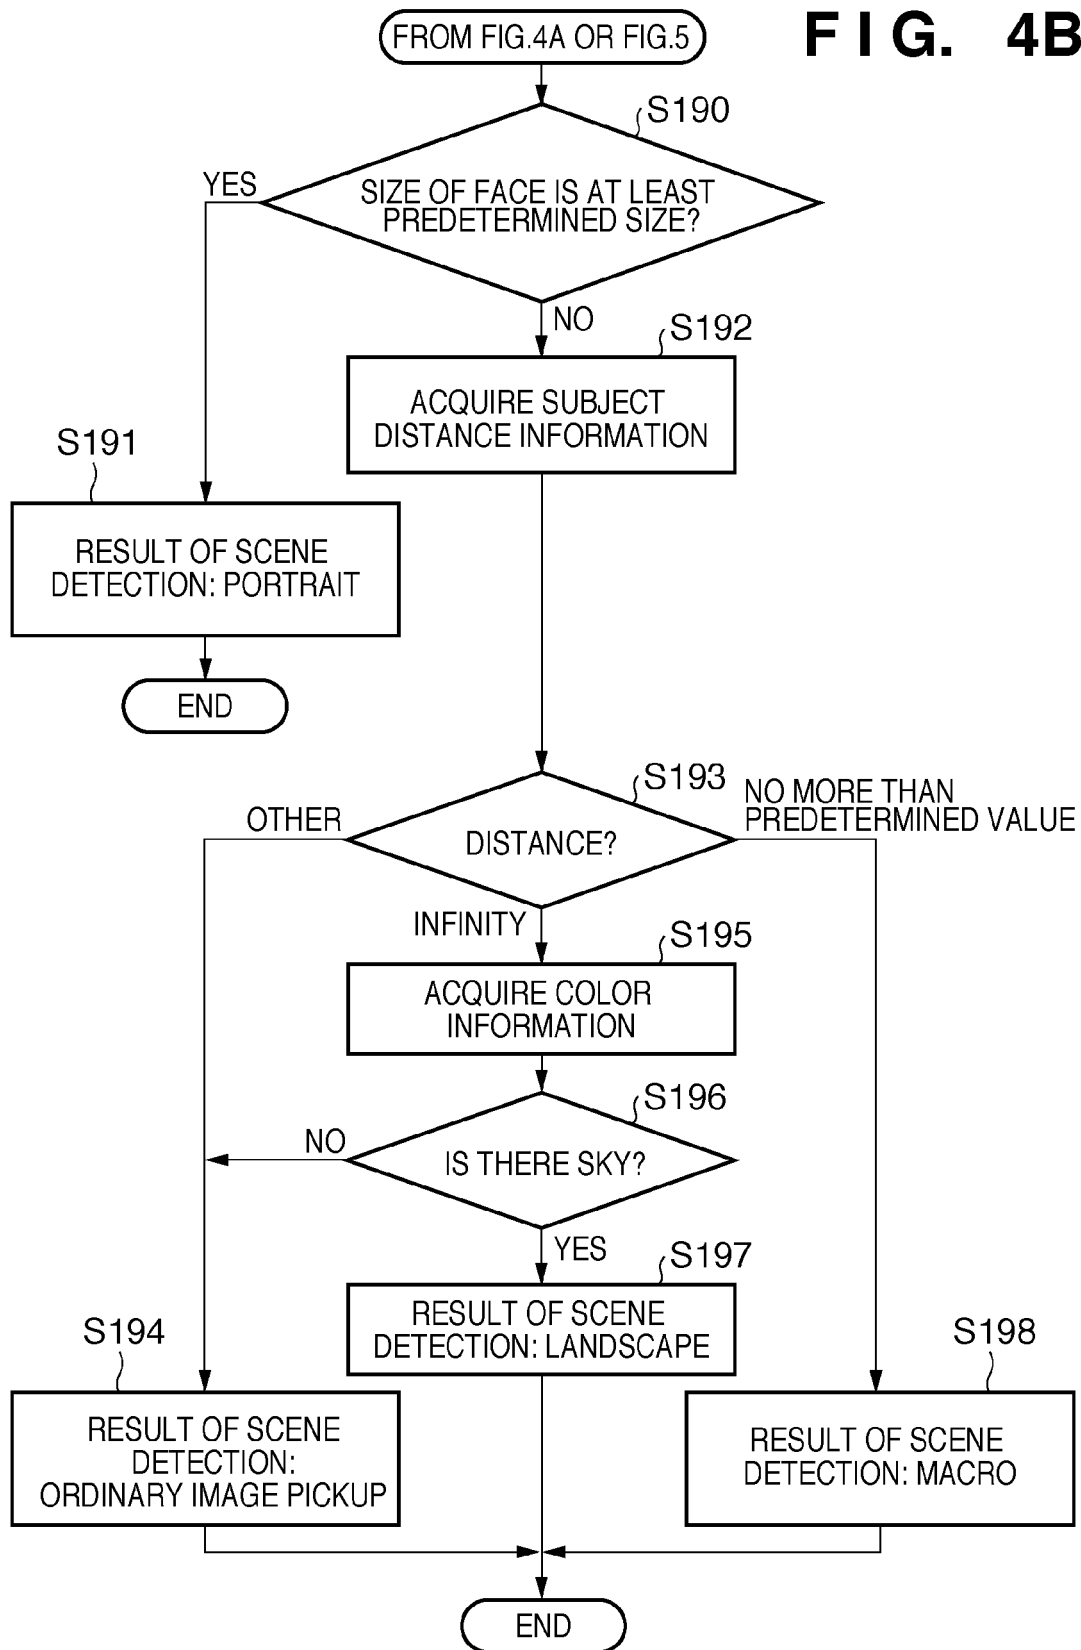 FIG. 4B
FROM FIG.4A OR FIG.5
S190
YES
SIZE OF FACE IS AT LEAST
PREDETERMINED SIZE?
NO
S192
ACQUIRE SUBJECT
DISTANCE INFORMATION
S191
RESULT OF SCENE
DETECTION: PORTRAIT
END
S193
OTHER
NO MORE THAN
PREDETERMINED VALUE
DISTANCE?
INFINITY
S195
ACQUIRE COLOR
INFORMATION
S196
NO
IS THERE SKY?
YES
S197
RESULT OF SCENE
DETECTION: LANDSCAPE
S194
RESULT OF SCENE
DETECTION:
ORDINARY IMAGE PICKUP
S198
RESULT OF SCENE
DETECTION: MACRO
END